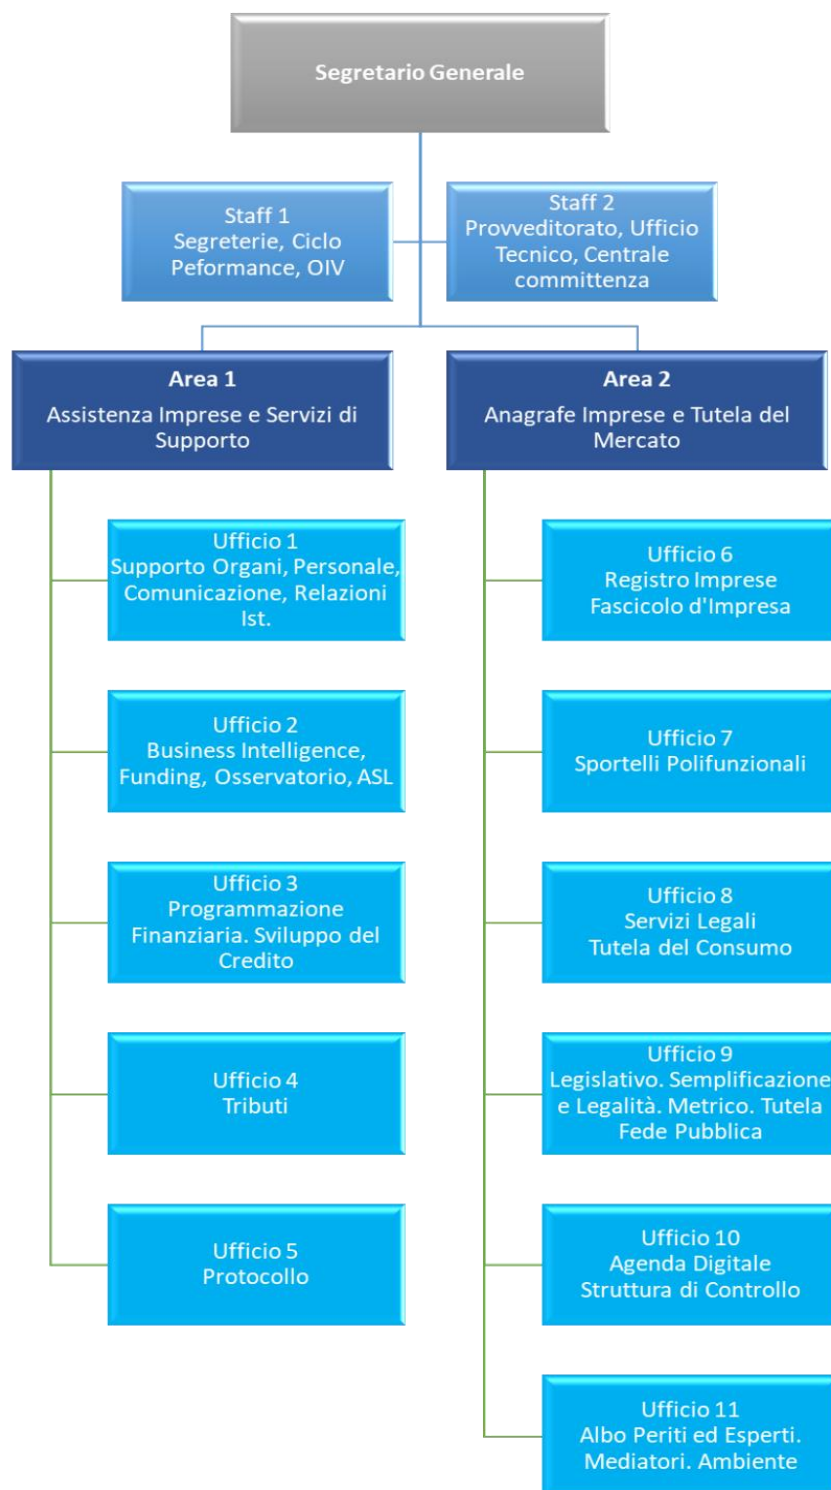 Segretario Generale
Staff 1
Segreterie, Ciclo
Peformance, OIV
Staff 2
Provveditorato, Ufficio
Tecnico, Centrale
committenza
Area 1
Assistenza Imprese e Servizi di
Supporto
Area 2
Anagrafe Imprese e Tutela del
Mercato
Ufficio 1
Supporto Organi, Personale,
Comunicazione, Relazioni
Ist.
Ufficio 2
Business Intelligence,
Funding, Osservatorio, ASL
Ufficio 3
Programmazione
Finanziaria. Sviluppo del
Credito
Ufficio 4
Tributi
Ufficio 5
Protocollo
Ufficio 6
Registro Imprese
Fascicolo d'Impresa
Ufficio 7
Sportelli Polifunzionali
Ufficio 8
Servizi Legali
Tutela del Consumo
Ufficio 9
Legislativo. Semplificazione
e Legalità. Metrico. Tutela
Fede Pubblica
Ufficio 10
Agenda Digitale
Struttura di Controllo
Ufficio 11
Albo Periti ed Esperti.
Mediatori. Ambiente